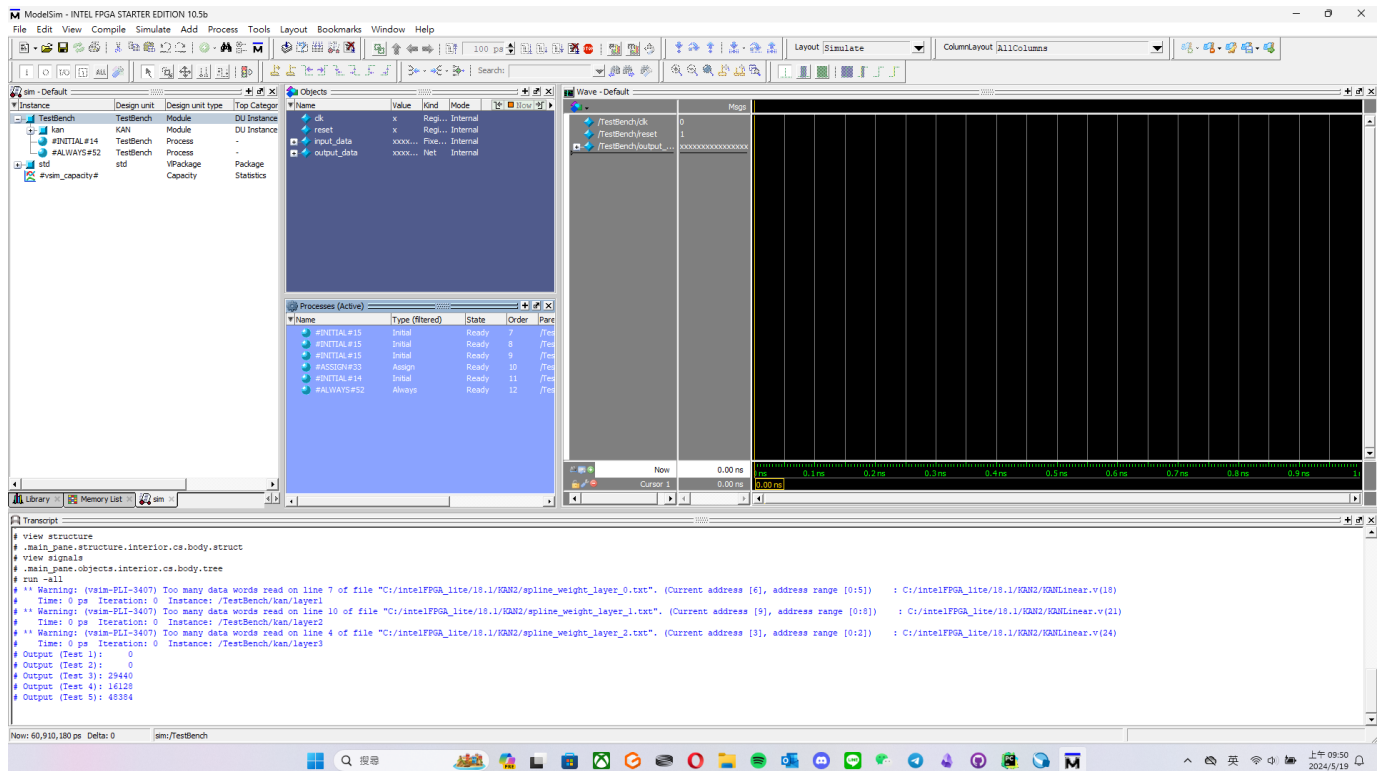 ModelSim - INTEL FPGA STARTER EDITION 10.5b
File Edit View Compile Simulate Add Process Tools Layout Bookmarks Window Help
100 ps
Layout Simulate
ColumnLayout AllColumns
Search:
sim - Default
Instance Design unit Design unit type Top Categor
TestBench TestBench Module DU Instance
kan KAN Module DU Instance
#INITIAL#14 TestBench Process -
#ALWAYS#52 TestBench Process -
std std VlPackage Package
#vsim_capacity# Capacity Statistics
Library
Memory List
sim
Objects
Name Value Kind Mode Now
clk x Regi... Internal
reset x Regi... Internal
input_data xxxx... Fixe... Internal
output_data xxxx... Net Internal
Processes (Active)
Name Type (filtered) State Order Pare
#INITIAL#15 Initial Ready 7 /Tes
#INITIAL#15 Initial Ready 8 /Tes
#INITIAL#15 Initial Ready 9 /Tes
#ASSIGN#33 Assign Ready 10 /Tes
#INITIAL#14 Initial Ready 11 /Tes
#ALWAYS#52 Always Ready 12 /Tes
Wave - Default
Msgs
/TestBench/clk 0
/TestBench/reset 1
/TestBench/output_... xxxxxxxxxxxxxxxx
Now 0.00 ns
0.1 ns 0.2 ns 0.3 ns 0.4 ns 0.5 ns 0.6 ns 0.7 ns 0.8 ns 0.9 ns
Cursor 1 0.00 ns 0.00 ns
Transcript
# view structure
# .main_pane.structure.interior.cs.body.struct
# view signals
# .main_pane.objects.interior.cs.body.tree
# run -all
# ** Warning: (vsim-PLI-3407) Too many data words read on line 7 of file "C:/intelFPGA_lite/18.1/KAN2/spline_weight_layer_0.txt". (Current address [6], address range [0:5]) : C:/intelFPGA_lite/18.1/KAN2/KANLinear.v(18)
# Time: 0 ps Iteration: 0 Instance: /TestBench/kan/layer1
# ** Warning: (vsim-PLI-3407) Too many data words read on line 10 of file "C:/intelFPGA_lite/18.1/KAN2/spline_weight_layer_1.txt". (Current address [9], address range [0:8]) : C:/intelFPGA_lite/18.1/KAN2/KANLinear.v(21)
# Time: 0 ps Iteration: 0 Instance: /TestBench/kan/layer2
# ** Warning: (vsim-PLI-3407) Too many data words read on line 4 of file "C:/intelFPGA_lite/18.1/KAN2/spline_weight_layer_2.txt". (Current address [3], address range [0:2]) : C:/intelFPGA_lite/18.1/KAN2/KANLinear.v(24)
# Time: 0 ps Iteration: 0 Instance: /TestBench/kan/layer3
# Output (Test 1): 0
# Output (Test 2): 0
# Output (Test 3): 29440
# Output (Test 4): 16128
# Output (Test 5): 48384
Now: 60,910,180 ps Delta: 0 sim:/TestBench
搜尋
英
上午 09:50
2024/5/19